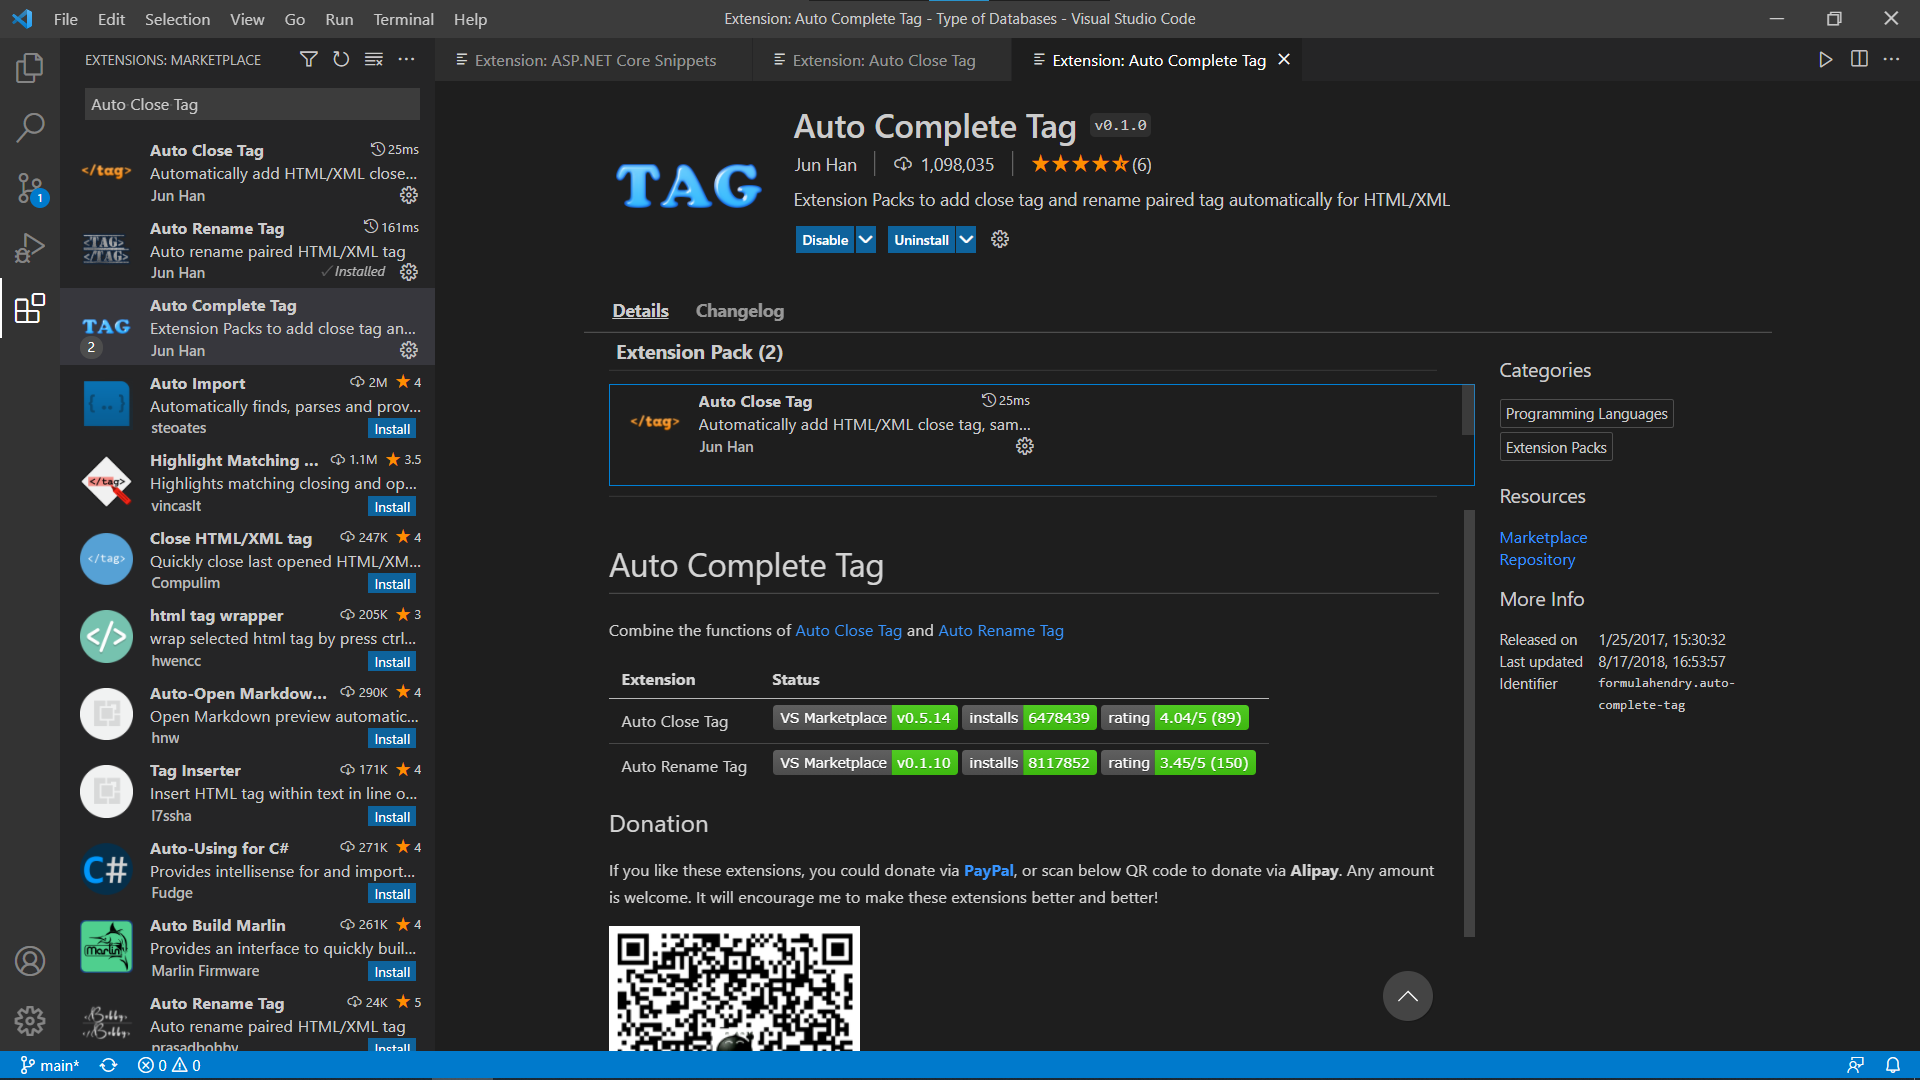 File Edit Selection View Go Run Terminal Help
Extension: Auto Complete Tag - Type of Databases - Visual Studio Code
EXTENSIONS: MARKETPLACE
Auto Close Tag
Auto Close Tag 25ms
Automatically add HTML/XML close...
Jun Han
Auto Rename Tag 161ms
Auto rename paired HTML/XML tag
Jun Han ✓Installed
Auto Complete Tag
Extension Packs to add close tag an...
Jun Han
TAG
2
Auto Import 2M ★ 4
Automatically finds, parses and prov...
steoates Install
Highlight Matching ... 1.1M ★ 3.5
Highlights matching closing and op...
vincaslt Install
Close HTML/XML tag 247K ★ 4
Quickly close last opened HTML/XM...
Compulim Install
html tag wrapper 205K ★ 3
wrap selected html tag by press ctrl...
hwencc Install
Auto-Open Markdow... 290K ★ 4
Open Markdown preview automatic...
hnw Install
Tag Inserter 171K ★ 4
Insert HTML tag within text in line o...
l7ssha Install
Auto-Using for C# 271K ★ 4
Provides intellisense for and import...
Fudge Install
Auto Build Marlin 261K ★ 4
Provides an interface to quickly buil...
Marlin Firmware Install
Auto Rename Tag 24K ★ 5
Auto rename paired HTML/XML tag
prasadbobby Install
</tag>
<TAG>
</TAG>
{..}
</tag>
</tag>
</>
C#
Marlin
Bobby
Bobby
1
Extension: ASP.NET Core Snippets
Extension: Auto Close Tag
Extension: Auto Complete Tag
TAG
Auto Complete Tag v0.1.0
Jun Han 1,098,035 ★★★★★(6)
Extension Packs to add close tag and rename paired tag automatically for HTML/XML
Disable Uninstall
Details Changelog
Extension Pack (2)
</tag>
Auto Close Tag 25ms
Automatically add HTML/XML close tag, sam...
Jun Han
Auto Complete Tag
Combine the functions of Auto Close Tag and Auto Rename Tag
Extension Status
Auto Close Tag VS Marketplace v0.5.14 installs 6478439 rating 4.04/5 (89)
Auto Rename Tag VS Marketplace v0.1.10 installs 8117852 rating 3.45/5 (150)
Donation
If you like these extensions, you could donate via PayPal, or scan below QR code to donate via Alipay. Any amount
is welcome. It will encourage me to make these extensions better and better!
Categories
Programming Languages
Extension Packs
Resources
Marketplace
Repository
More Info
Released on 1/25/2017, 15:30:32
Last updated 8/17/2018, 16:53:57
Identifier formulahendry.auto-
complete-tag
main* 0 0